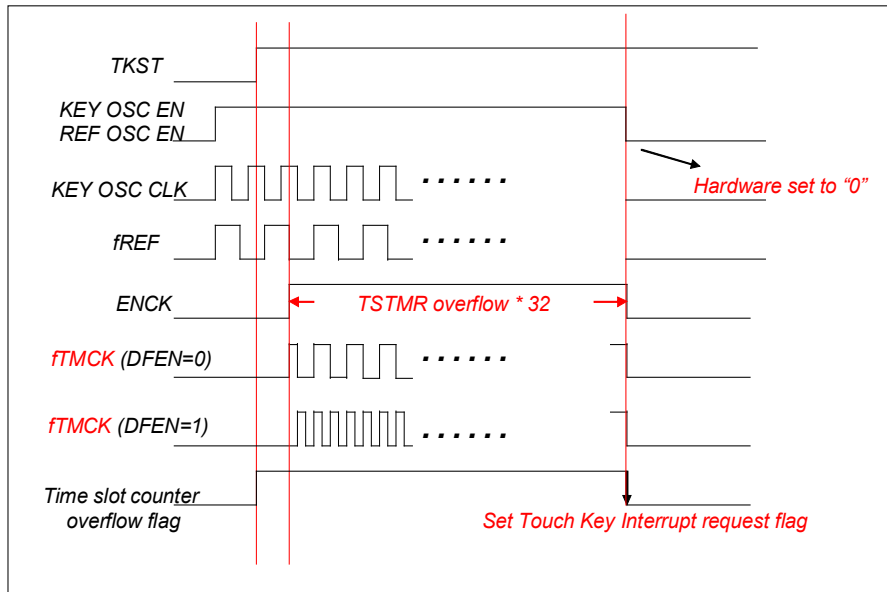 TKST
KEY OSC EN
REF OSC EN
Hardware set to “0”
KEY OSC CLK
fREF
ENCK
TSTMR overflow * 32
fTMCK (DFEN=0)
fTMCK (DFEN=1)
Time slot counter
overflow flag
Set Touch Key Interrupt request flag